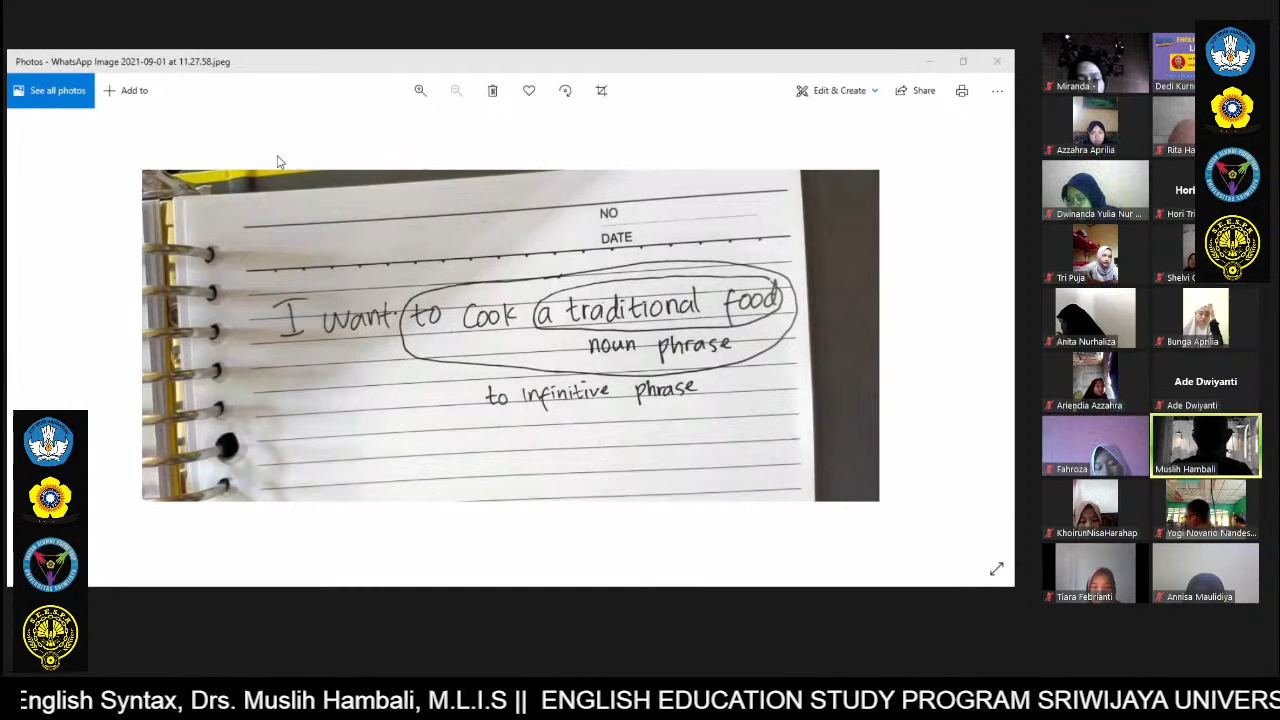 Photos - WhatsApp Image 2021-09-01 at 11.27.58.jpeg
See all photos
Add to
Edit & Create
Share
NO
DATE
I want to cook a traditional food
noun phrase
to infinitive phrase
Miranda -
Dedi Kurn
Azzahra Aprilia
Rita Ha
Dwinanda Yulia Nur
Hori Tri
Tri Puja
Shelvi
Anita Nurhaliza
Bunga Aprilia
Ade Dwiyanti
Ariendia Azzahra
Ade Dwiyanti
Fahroza
Muslih Hambali
KhoirunNisaHarahap
Yogi Novario Nandes...
Tiara Febrianti
Annisa Maulidiya
English Syntax, Drs. Muslih Hambali, M.L.I.S || ENGLISH EDUCATION STUDY PROGRAM SRIWIJAYA UNIVERS